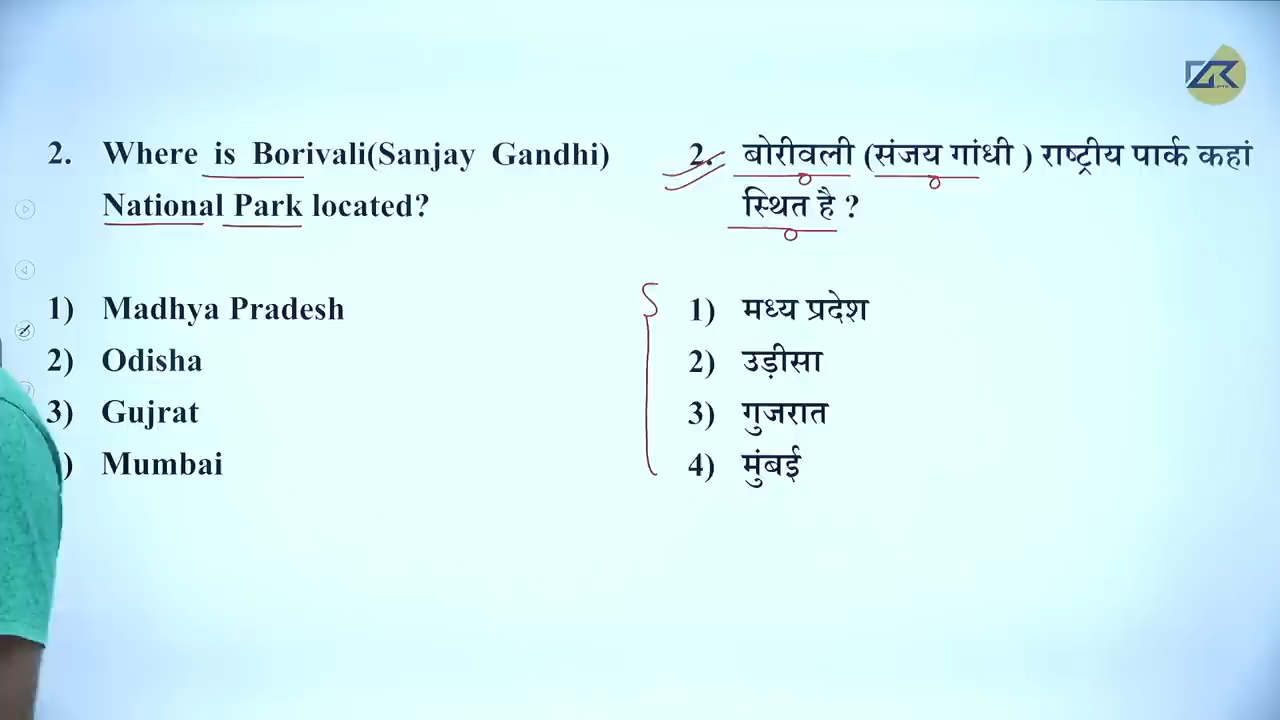 2. Where is Borivali(Sanjay Gandhi)
National Park located?
1) Madhya Pradesh
2) Odisha
3) Gujrat
) Mumbai
2. बोरीवली (संजय गांधी ) राष्ट्रीय पार्क कहां
स्थित है ?
1) मध्य प्रदेश
2) उड़ीसा
3) गुजरात
4) मुंबई